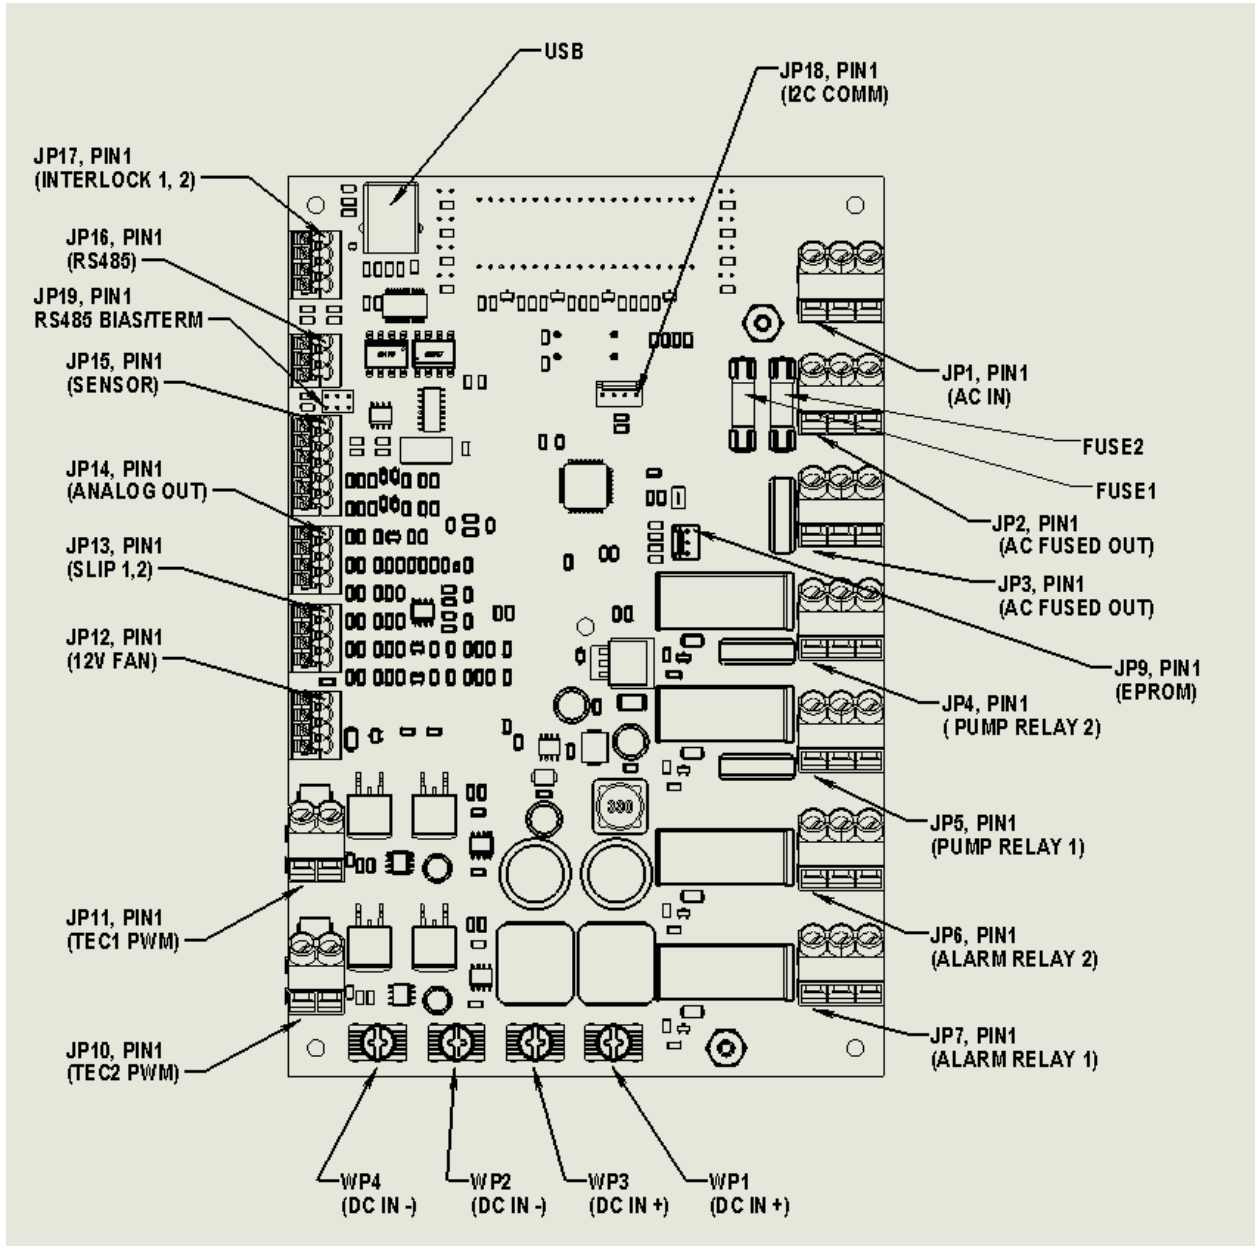 USB
JP18, PIN1
(I2C COMM)
JP17, PIN1
(INTERLOCK 1, 2)
JP16, PIN1
(RS485)
JP19, PIN1
RS485 BIAS/TERM
JP15, PIN1
(SENSOR)
JP14, PIN1
(ANALOG OUT)
JP13, PIN1
(SLIP 1,2)
JP12, PIN1
(12V FAN)
JP11, PIN1
(TEC1 PWM)
JP10, PIN1
(TEC2 PWM)
JP1, PIN1
(AC IN)
FUSE2
FUSE1
JP2, PIN1
(AC FUSED OUT)
JP3, PIN1
(AC FUSED OUT)
JP9, PIN1
(EPROM)
JP4, PIN1
( PUMP RELAY 2)
JP5, PIN1
(PUMP RELAY 1)
JP6, PIN1
(ALARM RELAY 2)
JP7, PIN1
(ALARM RELAY 1)
330
WP4
(DC IN -)
WP2
(DC IN -)
WP3
(DC IN +)
WP1
(DC IN +)